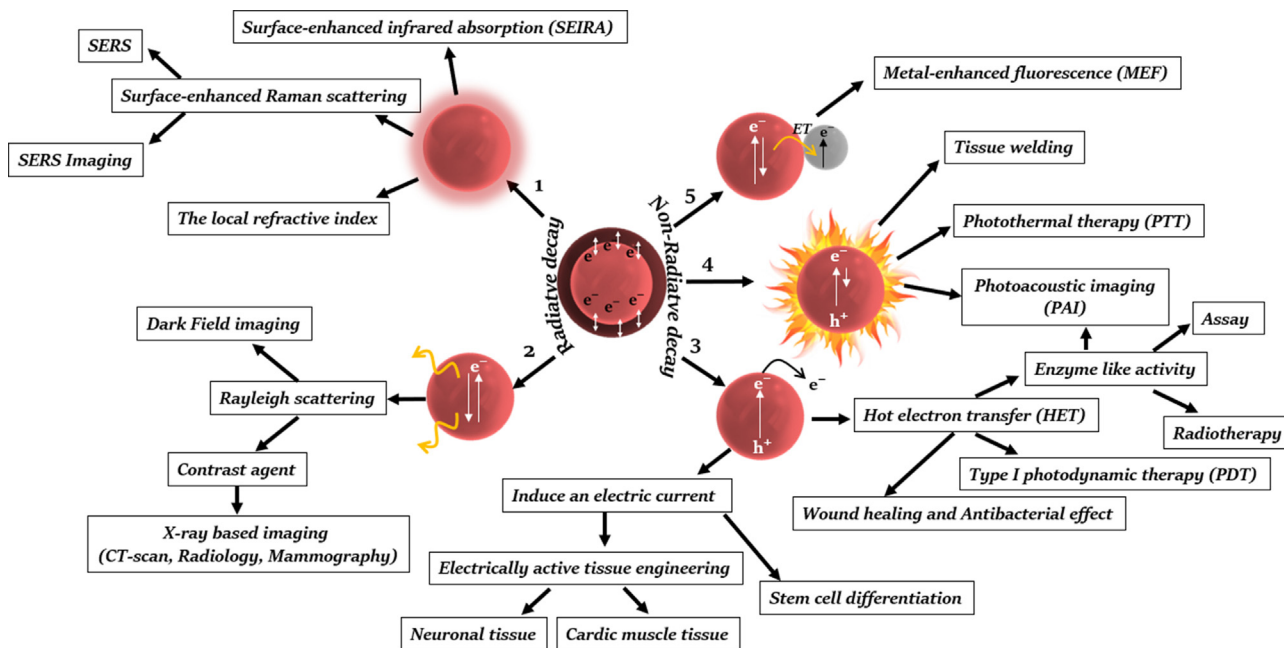 Surface-enhanced infrared absorption (SEIRA)
SERS
Surface-enhanced Raman scattering
SERS Imaging
The local refractive index
1
Radiatve decay
2
Dark Field imaging
Rayleigh scattering
Contrast agent
X-ray based imaging
(CT-scan, Radiology, Mammography)
e⁻
e⁻
e⁻
e⁻
e⁻
e⁻
e⁻
Non-Radiatve decay
5
e⁻
ET
e⁻
Metal-enhanced fluorescence (MEF)
4
e⁻
h⁺
Tissue welding
Photothermal therapy (PTT)
Photoacoustic imaging
(PAI)
3
e⁻
e⁻
h⁺
Assay
Enzyme like activity
Hot electron transfer (HET)
Radiotherapy
Type I photodynamic therapy (PDT)
Wound healing and Antibacterial effect
Induce an electric current
Electrically active tissue engineering
Stem cell differentiation
Neuronal tissue
Cardic muscle tissue